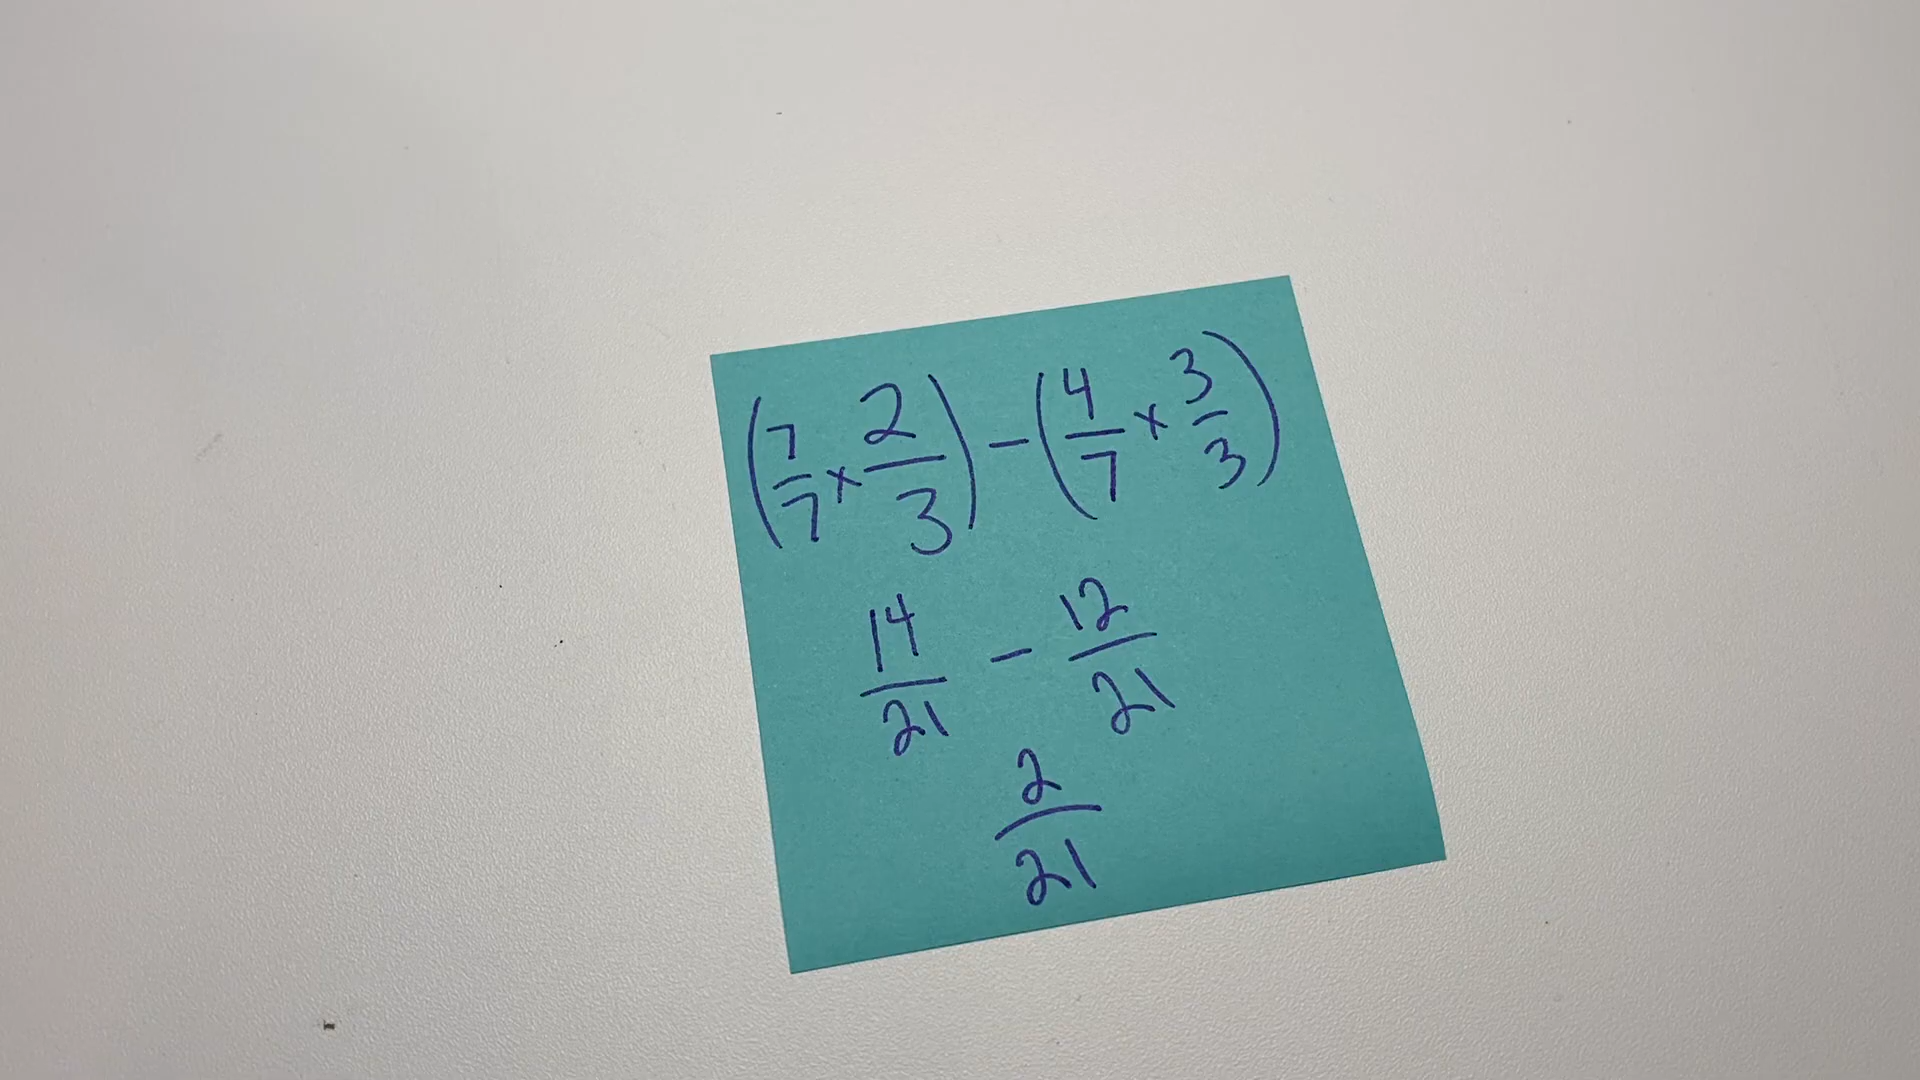 (7/7 × 2/3) − (4/7 × 3/3)
14/21 − 12/21
2/21